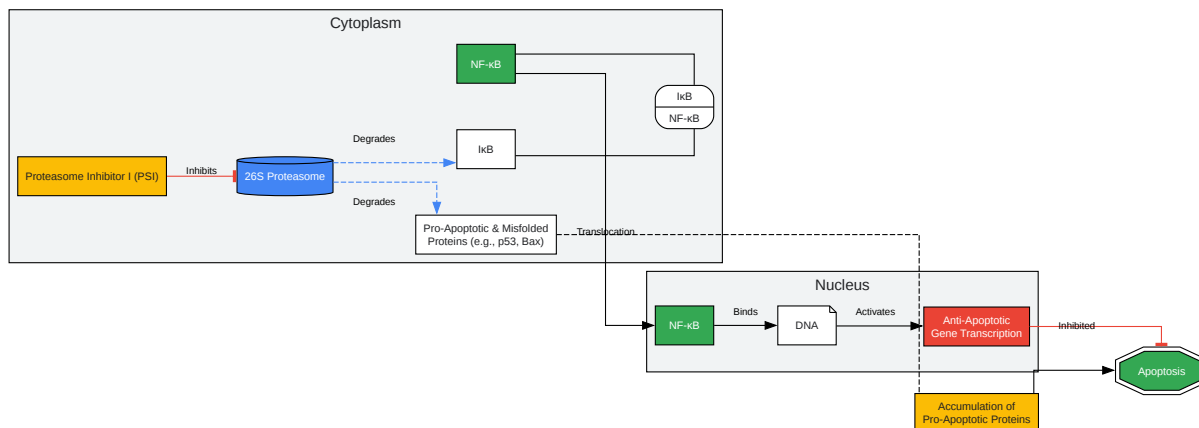 Cytoplasm
NF-κB
IκB
NF-κB
Degrades
IκB
Proteasome Inhibitor I (PSI)
Inhibits
26S Proteasome
Degrades
Pro-Apoptotic & Misfolded
Proteins (e.g., p53, Bax)
Translocation
Nucleus
NF-κB
Binds
DNA
Activates
Anti-Apoptotic
Gene Transcription
Inhibited
Apoptosis
Accumulation of
Pro-Apoptotic Proteins